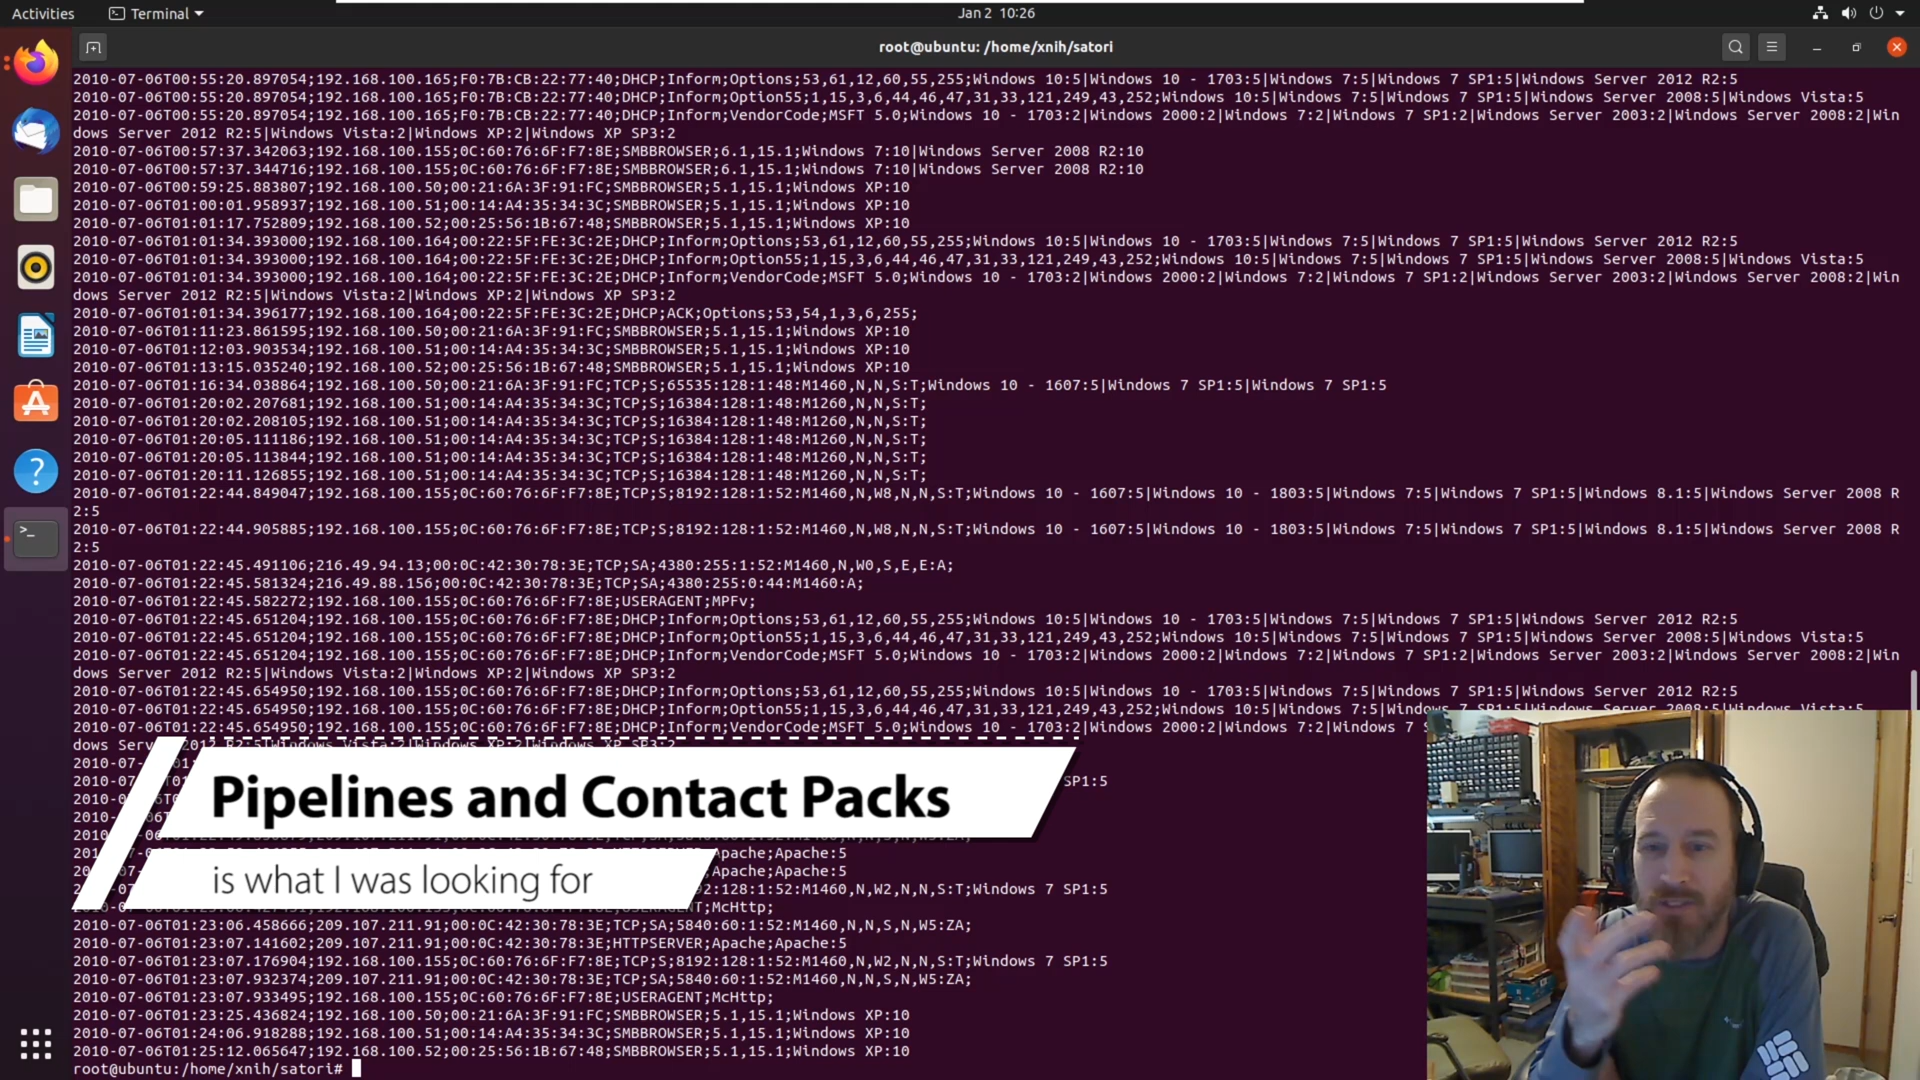 Activities
Terminal
Jan 2 10:26
root@ubuntu: /home/xnih/satori
2010-07-06T00:55:20.897054;192.168.100.165;F0:7B:CB:22:77:40;DHCP;Inform;Options;53,61,12,60,55,255;Windows 10:5|Windows 10 - 1703:5|Windows 7:5|Windows 7 SP1:5|Windows Server 2012 R2:5
2010-07-06T00:55:20.897054;192.168.100.165;F0:7B:CB:22:77:40;DHCP;Inform;Option55;1,15,3,6,44,46,47,31,33,121,249,43,252;Windows 10:5|Windows 7:5|Windows 7 SP1:5|Windows Server 2008:5|Windows Vista:5
2010-07-06T00:55:20.897054;192.168.100.165;F0:7B:CB:22:77:40;DHCP;Inform;VendorCode;MSFT 5.0;Windows 10 - 1703:2|Windows 2000:2|Windows 7:2|Windows 7 SP1:2|Windows Server 2003:2|Windows Server 2008:2|Win
dows Server 2012 R2:5|Windows Vista:2|Windows XP:2|Windows XP SP3:2
2010-07-06T00:57:37.342063;192.168.100.155;0C:60:76:6F:F7:8E;SMBBROWSER;6.1,15.1;Windows 7:10|Windows Server 2008 R2:10
2010-07-06T00:57:37.344716;192.168.100.155;0C:60:76:6F:F7:8E;SMBBROWSER;6.1,15.1;Windows 7:10|Windows Server 2008 R2:10
2010-07-06T00:59:25.883807;192.168.100.50;00:21:6A:3F:91:FC;SMBBROWSER;5.1,15.1;Windows XP:10
2010-07-06T01:00:01.958937;192.168.100.51;00:14:A4:35:34:3C;SMBBROWSER;5.1,15.1;Windows XP:10
2010-07-06T01:01:17.752809;192.168.100.52;00:25:56:1B:67:48;SMBBROWSER;5.1,15.1;Windows XP:10
2010-07-06T01:01:34.393000;192.168.100.164;00:22:5F:FE:3C:2E;DHCP;Inform;Options;53,61,12,60,55,255;Windows 10:5|Windows 10 - 1703:5|Windows 7:5|Windows 7 SP1:5|Windows Server 2012 R2:5
2010-07-06T01:01:34.393000;192.168.100.164;00:22:5F:FE:3C:2E;DHCP;Inform;Option55;1,15,3,6,44,46,47,31,33,121,249,43,252;Windows 10:5|Windows 7:5|Windows 7 SP1:5|Windows Server 2008:5|Windows Vista:5
2010-07-06T01:01:34.393000;192.168.100.164;00:22:5F:FE:3C:2E;DHCP;Inform;VendorCode;MSFT 5.0;Windows 10 - 1703:2|Windows 2000:2|Windows 7:2|Windows 7 SP1:2|Windows Server 2003:2|Windows Server 2008:2|Win
dows Server 2012 R2:5|Windows Vista:2|Windows XP:2|Windows XP SP3:2
2010-07-06T01:01:34.396177;192.168.100.164;00:22:5F:FE:3C:2E;DHCP;ACK;Options;53,54,1,3,6,255;
2010-07-06T01:11:23.861595;192.168.100.50;00:21:6A:3F:91:FC;SMBBROWSER;5.1,15.1;Windows XP:10
2010-07-06T01:12:03.903534;192.168.100.51;00:14:A4:35:34:3C;SMBBROWSER;5.1,15.1;Windows XP:10
2010-07-06T01:13:15.035240;192.168.100.52;00:25:56:1B:67:48;SMBBROWSER;5.1,15.1;Windows XP:10
2010-07-06T01:16:34.038864;192.168.100.50;00:21:6A:3F:91:FC;TCP;S;65535:128:1:48:M1460,N,N,S:T;Windows 10 - 1607:5|Windows 7 SP1:5|Windows 7 SP1:5
2010-07-06T01:20:02.207681;192.168.100.51;00:14:A4:35:34:3C;TCP;S;16384:128:1:48:M1260,N,N,S:T;
2010-07-06T01:20:02.208105;192.168.100.51;00:14:A4:35:34:3C;TCP;S;16384:128:1:48:M1260,N,N,S:T;
2010-07-06T01:20:05.111186;192.168.100.51;00:14:A4:35:34:3C;TCP;S;16384:128:1:48:M1260,N,N,S:T;
2010-07-06T01:20:05.113844;192.168.100.51;00:14:A4:35:34:3C;TCP;S;16384:128:1:48:M1260,N,N,S:T;
2010-07-06T01:20:11.126855;192.168.100.51;00:14:A4:35:34:3C;TCP;S;16384:128:1:48:M1260,N,N,S:T;
2010-07-06T01:22:44.849047;192.168.100.155;0C:60:76:6F:F7:8E;TCP;S;8192:128:1:52:M1460,N,W8,N,N,S:T;Windows 10 - 1607:5|Windows 10 - 1803:5|Windows 7:5|Windows 7 SP1:5|Windows 8.1:5|Windows Server 2008 R
2:5
2010-07-06T01:22:44.905885;192.168.100.155;0C:60:76:6F:F7:8E;TCP;S;8192:128:1:52:M1460,N,W8,N,N,S:T;Windows 10 - 1607:5|Windows 10 - 1803:5|Windows 7:5|Windows 7 SP1:5|Windows 8.1:5|Windows Server 2008 R
2:5
2010-07-06T01:22:45.491106;216.49.94.13;00:0C:42:30:78:3E;TCP;SA;4380:255:1:52:M1460,N,W0,S,E,E:A;
2010-07-06T01:22:45.581324;216.49.88.156;00:0C:42:30:78:3E;TCP;SA;4380:255:0:44:M1460:A;
2010-07-06T01:22:45.582272;192.168.100.155;0C:60:76:6F:F7:8E;USERAGENT;MPFv;
2010-07-06T01:22:45.651204;192.168.100.155;0C:60:76:6F:F7:8E;DHCP;Inform;Options;53,61,12,60,55,255;Windows 10:5|Windows 10 - 1703:5|Windows 7:5|Windows 7 SP1:5|Windows Server 2012 R2:5
2010-07-06T01:22:45.651204;192.168.100.155;0C:60:76:6F:F7:8E;DHCP;Inform;Option55;1,15,3,6,44,46,47,31,33,121,249,43,252;Windows 10:5|Windows 7:5|Windows 7 SP1:5|Windows Server 2008:5|Windows Vista:5
2010-07-06T01:22:45.651204;192.168.100.155;0C:60:76:6F:F7:8E;DHCP;Inform;VendorCode;MSFT 5.0;Windows 10 - 1703:2|Windows 2000:2|Windows 7:2|Windows 7 SP1:2|Windows Server 2003:2|Windows Server 2008:2|Win
dows Server 2012 R2:5|Windows Vista:2|Windows XP:2|Windows XP SP3:2
2010-07-06T01:22:45.654950;192.168.100.155;0C:60:76:6F:F7:8E;DHCP;Inform;Options;53,61,12,60,55,255;Windows 10:5|Windows 10 - 1703:5|Windows 7:5|Windows 7 SP1:5|Windows Server 2012 R2:5
2010-07-06T01:22:45.654950;192.168.100.155;0C:60:76:6F:F7:8E;DHCP;Inform;Option55;1,15,3,6,44,46,47,31,33,121,249,43,252;Windows 10:5|Windows 7:5|Windows 7 SP1:5|Windows Server 2008:5|Windows Vista:5
2010-07-06T01:22:45.654950;192.168.100.155;0C:60:76:6F:F7:8E;DHCP;Inform;VendorCode;MSFT 5.0;Windows 10 - 1703:2|Windows 2000:2|Windows 7:2|Windows 7
dows Serv 2012 R2:5|Windows Vista:2|Windows XP:2|Windows XP SP3:2
SP1:5
Pipelines and Contact Packs
Apache;Apache:5
is what I was looking for
Apache;Apache:5
92:128:1:52:M1460,N,W2,N,N,S:T;Windows 7 SP1:5
;McHttp;
2010-07-06T01:23:06.458666;209.107.211.91;00:0C:42:30:78:3E;TCP;SA;5840:60:1:52:M1460,N,N,S,N,W5:ZA;
2010-07-06T01:23:07.141602;209.107.211.91;00:0C:42:30:78:3E;HTTPSERVER;Apache;Apache:5
2010-07-06T01:23:07.176904;192.168.100.155;0C:60:76:6F:F7:8E;TCP;S;8192:128:1:52:M1460,N,W2,N,N,S:T;Windows 7 SP1:5
2010-07-06T01:23:07.932374;209.107.211.91;00:0C:42:30:78:3E;TCP;SA;5840:60:1:52:M1460,N,N,S,N,W5:ZA;
2010-07-06T01:23:07.933495;192.168.100.155;0C:60:76:6F:F7:8E;USERAGENT;McHttp;
2010-07-06T01:23:25.436824;192.168.100.50;00:21:6A:3F:91:FC;SMBBROWSER;5.1,15.1;Windows XP:10
2010-07-06T01:24:06.918288;192.168.100.51;00:14:A4:35:34:3C;SMBBROWSER;5.1,15.1;Windows XP:10
2010-07-06T01:25:12.065647;192.168.100.52;00:25:56:1B:67:48;SMBBROWSER;5.1,15.1;Windows XP:10
root@ubuntu:/home/xnih/satori#